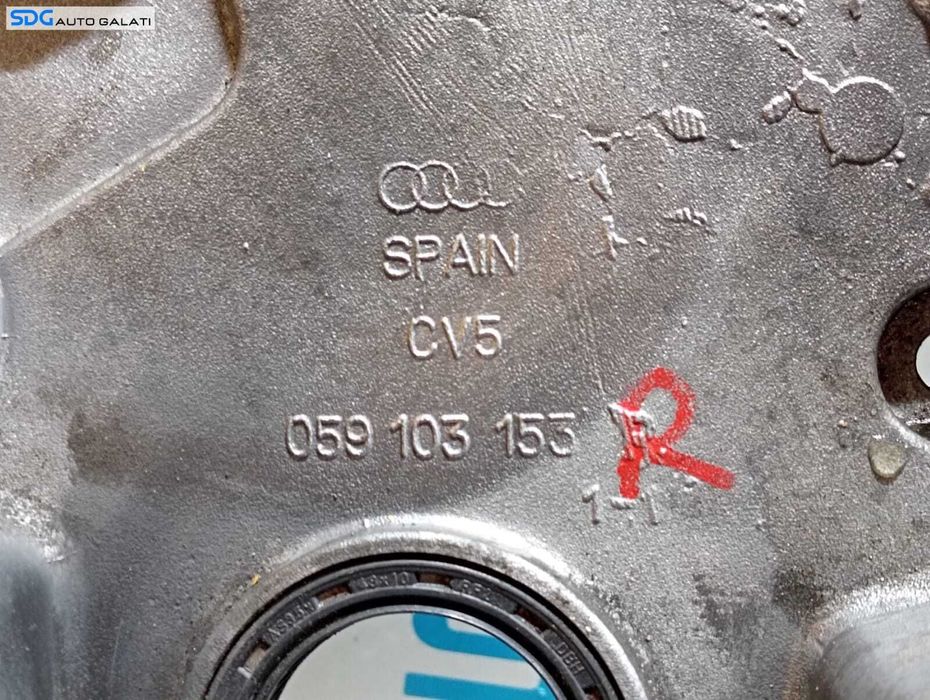 SDG AUTO GALATI
SPAIN
CV5
059 103 153
R